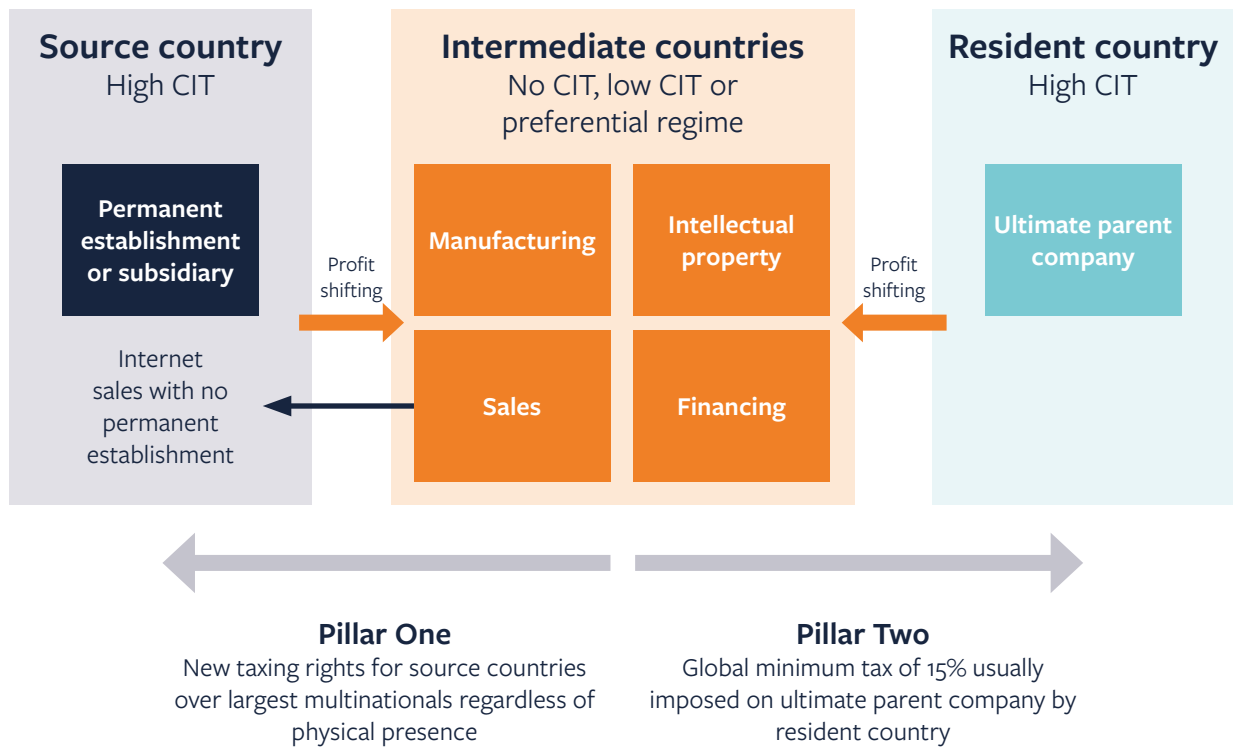 Source country
High CIT
Permanent
establishment
or subsidiary
Internet
sales with no
permanent
establishment
Profit
shifting
Intermediate countries
No CIT, low CIT or
preferential regime
Manufacturing
Intellectual
property
Sales
Financing
Profit
shifting
Resident country
High CIT
Ultimate parent
company
Pillar One
New taxing rights for source countries
over largest multinationals regardless of
physical presence
Pillar Two
Global minimum tax of 15% usually
imposed on ultimate parent company by
resident country